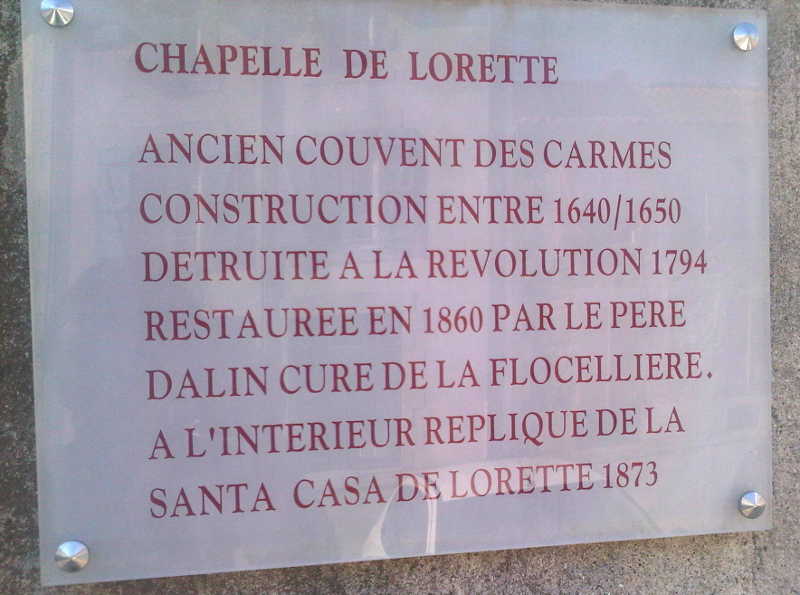 CHAPELLE DE LORETTE
ANCIEN COUVENT DES CARMES
CONSTRUCTION ENTRE 1640/1650
DETRUITE A LA REVOLUTION 1794
RESTAUREE EN 1860 PAR LE PERE
DALIN CURE DE LA FLOCELLIERE.
A L'INTERIEUR REPLIQUE DE LA
SANTA CASA DE LORETTE 1873